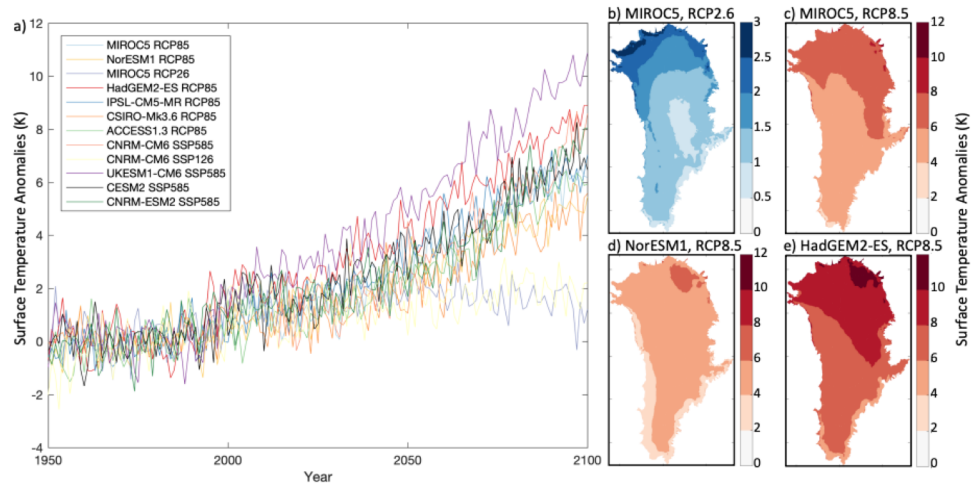 a)
12
10
8
6
4
2
0
-2
-4
Surface Temperature Anomalies (K)
MIROC5 RCP85
NorESM1 RCP85
MIROC5 RCP26
HadGEM2-ES RCP85
IPSL-CM5-MR RCP85
CSIRO-Mk3.6 RCP85
ACCESS1.3 RCP85
CNRM-CM6 SSP585
CNRM-CM6 SSP126
UKESM1-CM6 SSP585
CESM2 SSP585
CNRM-ESM2 SSP585
1950 2000 2050 2100
Year
b) MIROC5, RCP2.6
3
2.5
2
1.5
1
0.5
0
c) MIROC5, RCP8.5
12
10
8
6
4
2
0
d) NorESM1, RCP8.5
12
10
8
6
4
2
0
e) HadGEM2-ES, RCP8.5
12
10
8
6
4
2
0
Surface Temperature Anomalies (K)